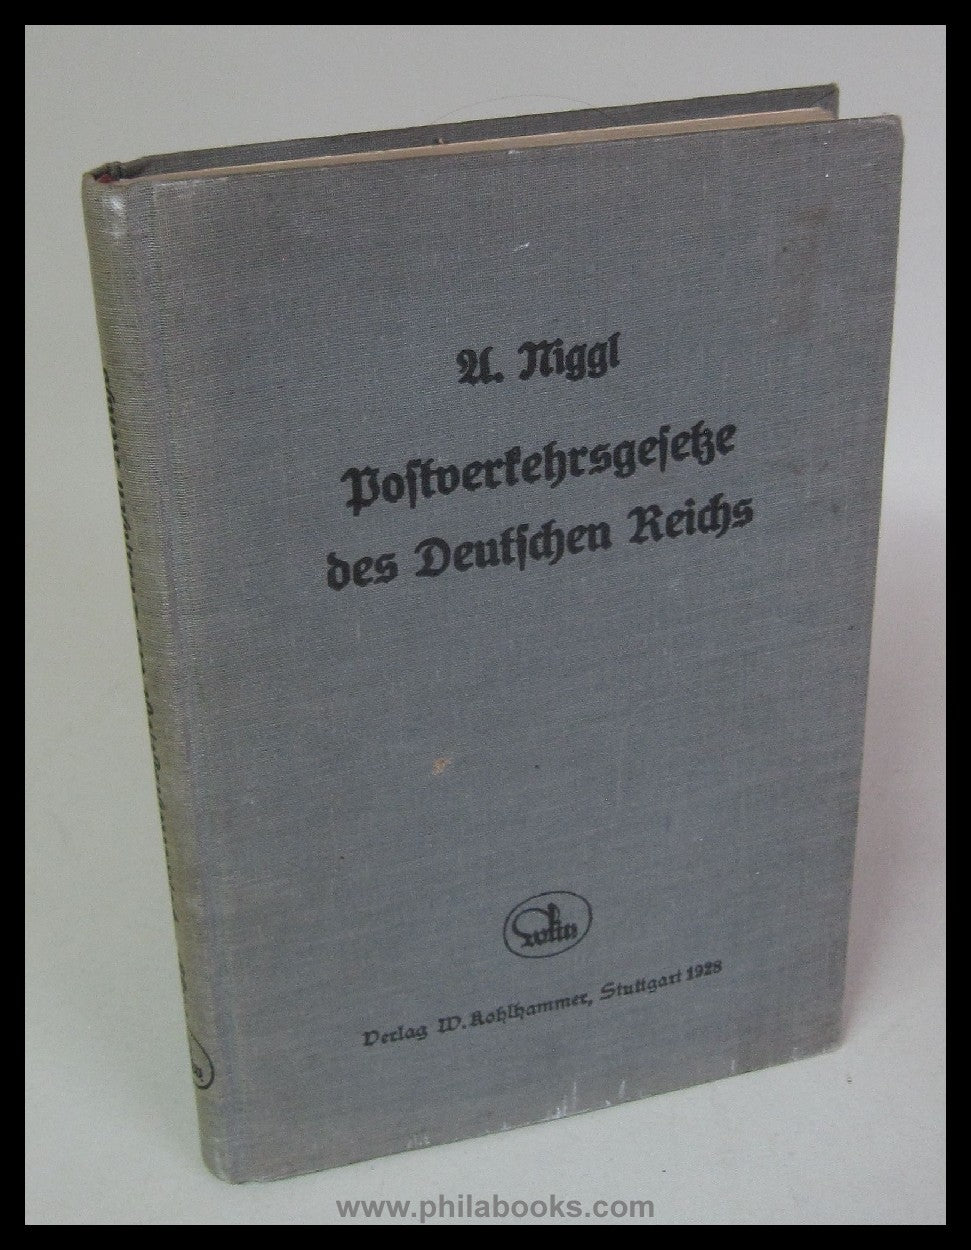 A. Niggl
Postverkehrsgesetze
des Deutschen Reichs
Verlag W. Kohlhammer, Stuttgart 1928
www.philabooks.com